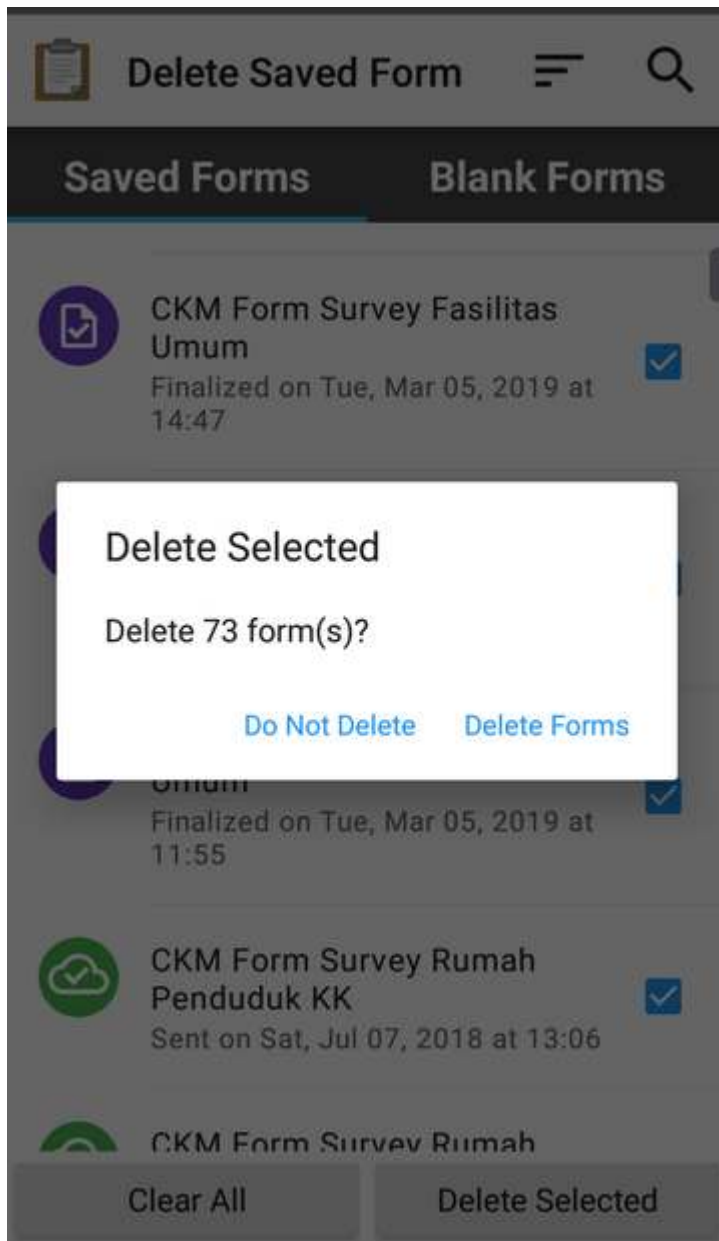 Delete Saved Form
Saved Forms
Blank Forms
CKM Form Survey Fasilitas
Umum
Finalized on Tue, Mar 05, 2019 at
14:47
Delete Selected
Delete 73 form(s)?
Do Not Delete
Delete Forms
Umum
Finalized on Tue, Mar 05, 2019 at
11:55
CKM Form Survey Rumah
Penduduk KK
Sent on Sat, Jul 07, 2018 at 13:06
CKM Form Survey Rumah
Clear All
Delete Selected